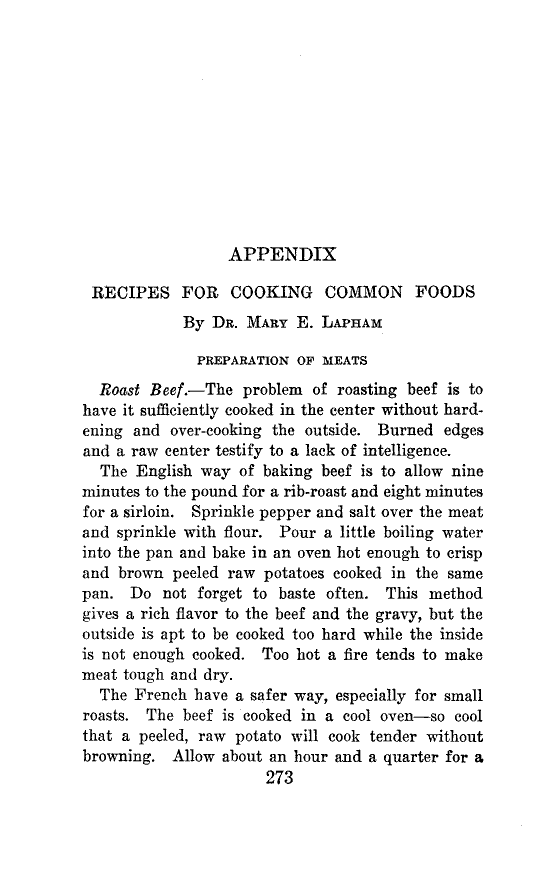 APPENDIX
RECIPES FOR COOKING COMMON FOODS
By Dr. Mary E. Lapham
PREPARATION OF MEATS
Roast Beef.—The problem of roasting beef is to
have it sufficiently cooked in the center without hard-
ening and over-cooking the outside. Burned edges
and a raw center testify to a lack of intelligence.
The English way of baking beef is to allow nine
minutes to the pound for a rib-roast and eight minutes
for a sirloin. Sprinkle pepper and salt over the meat
and sprinkle with flour. Pour a little boiling water
into the pan and bake in an oven hot enough to crisp
and brown peeled raw potatoes cooked in the same
pan. Do not forget to baste often. This method
gives a rich flavor to the beef and the gravy, but the
outside is apt to be cooked too hard while the inside
is not enough cooked. Too hot a fire tends to make
meat tough and dry.
The French have a safer way, especially for small
roasts. The beef is cooked in a cool oven—so cool
that a peeled, raw potato will cook tender without
browning. Allow about an hour and a quarter for a
273